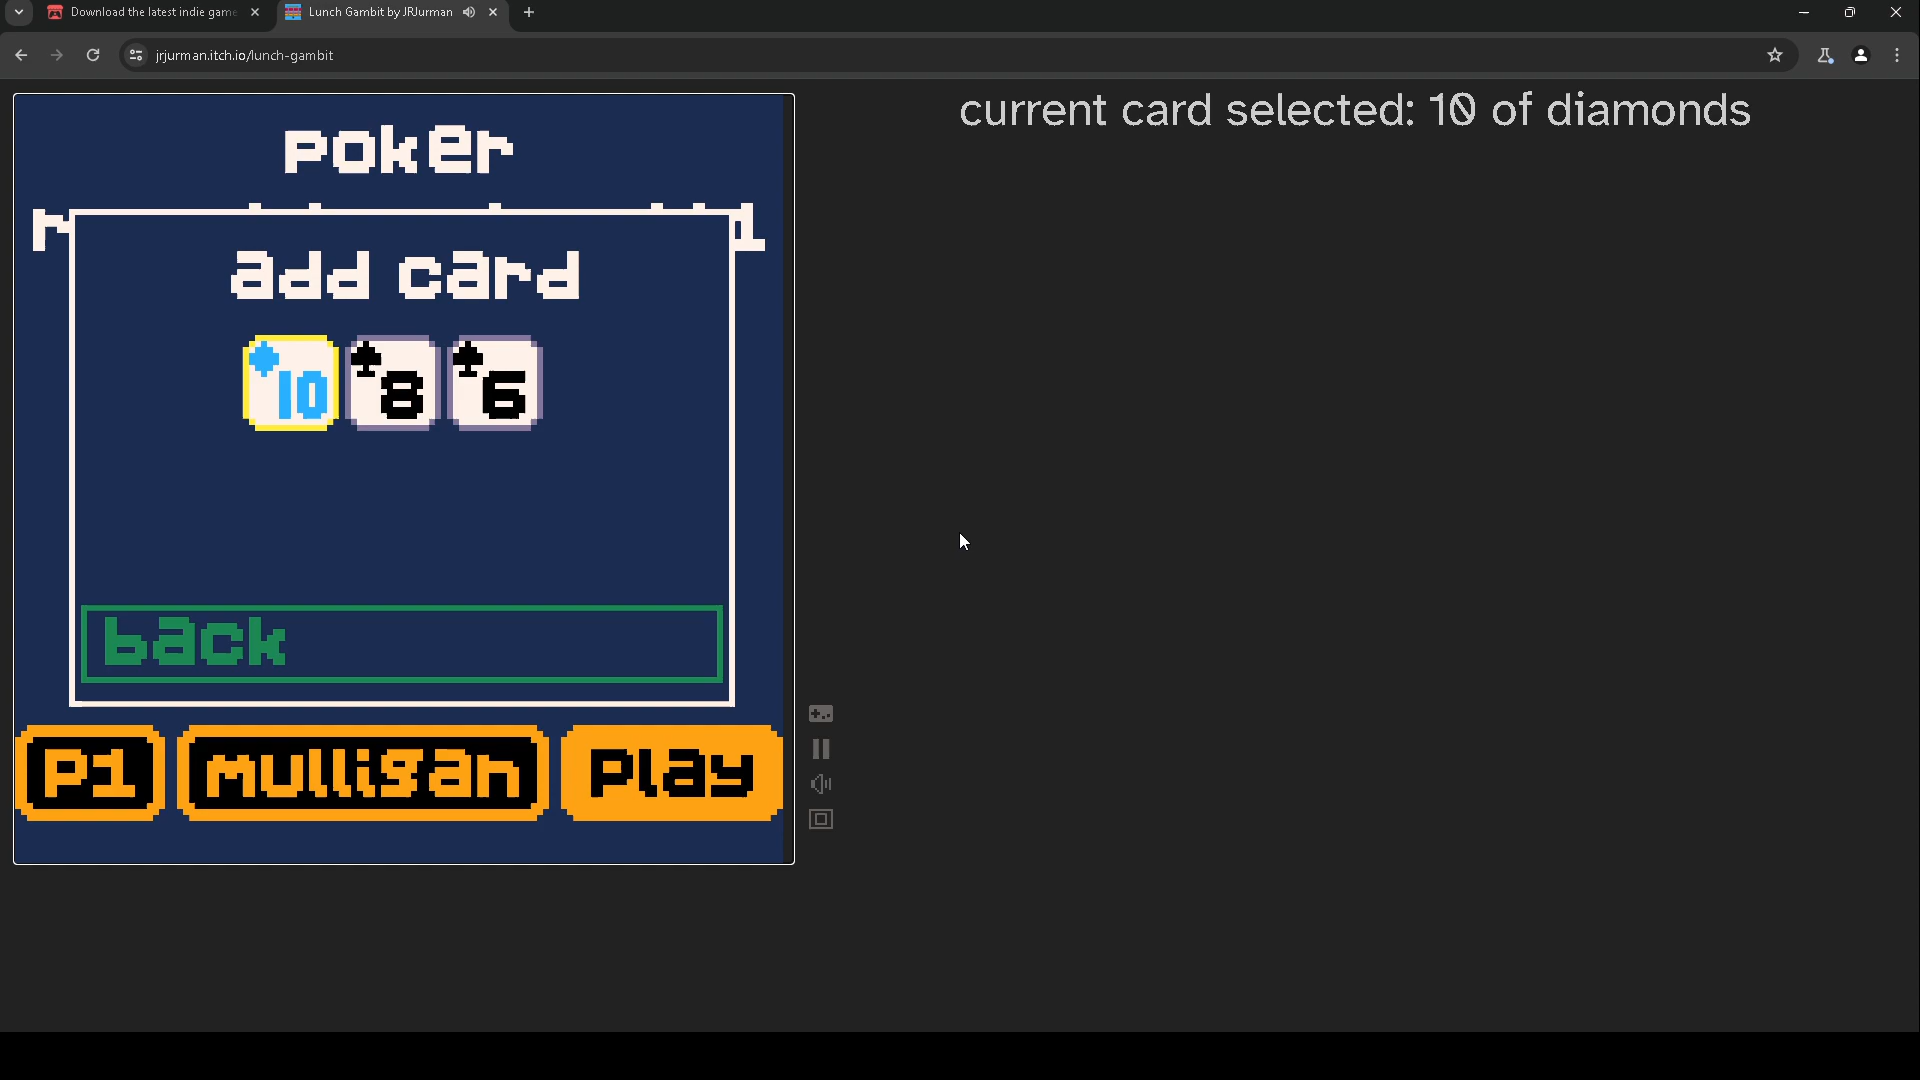 Download the latest indie game
Lunch Gambit by JRJurman
jrjurman.itch.io/lunch-gambit
current card selected: 10 of diamonds
poker
add card
10
8
6
back
P1
mulligan
play